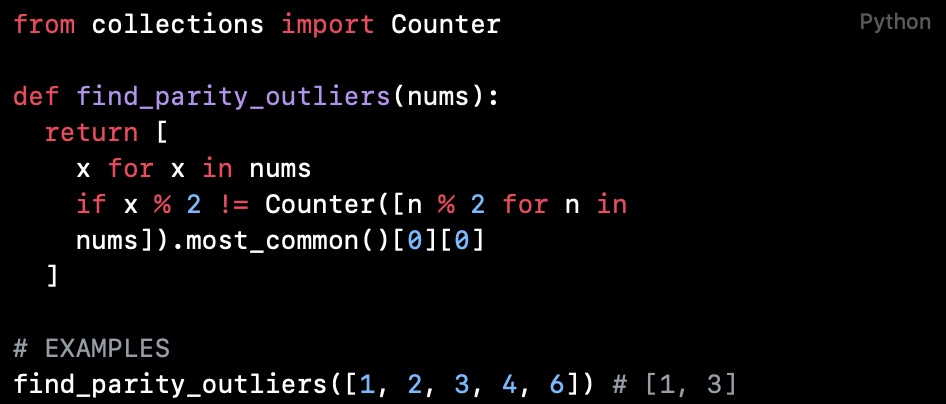 from collections import Counter
Python
def find_parity_outliers(nums):
  return [
    x for x in nums
    if x % 2 != Counter([n % 2 for n in
    nums]).most_common()[0][0]
  ]
# EXAMPLES
find_parity_outliers([1, 2, 3, 4, 6]) # [1, 3]